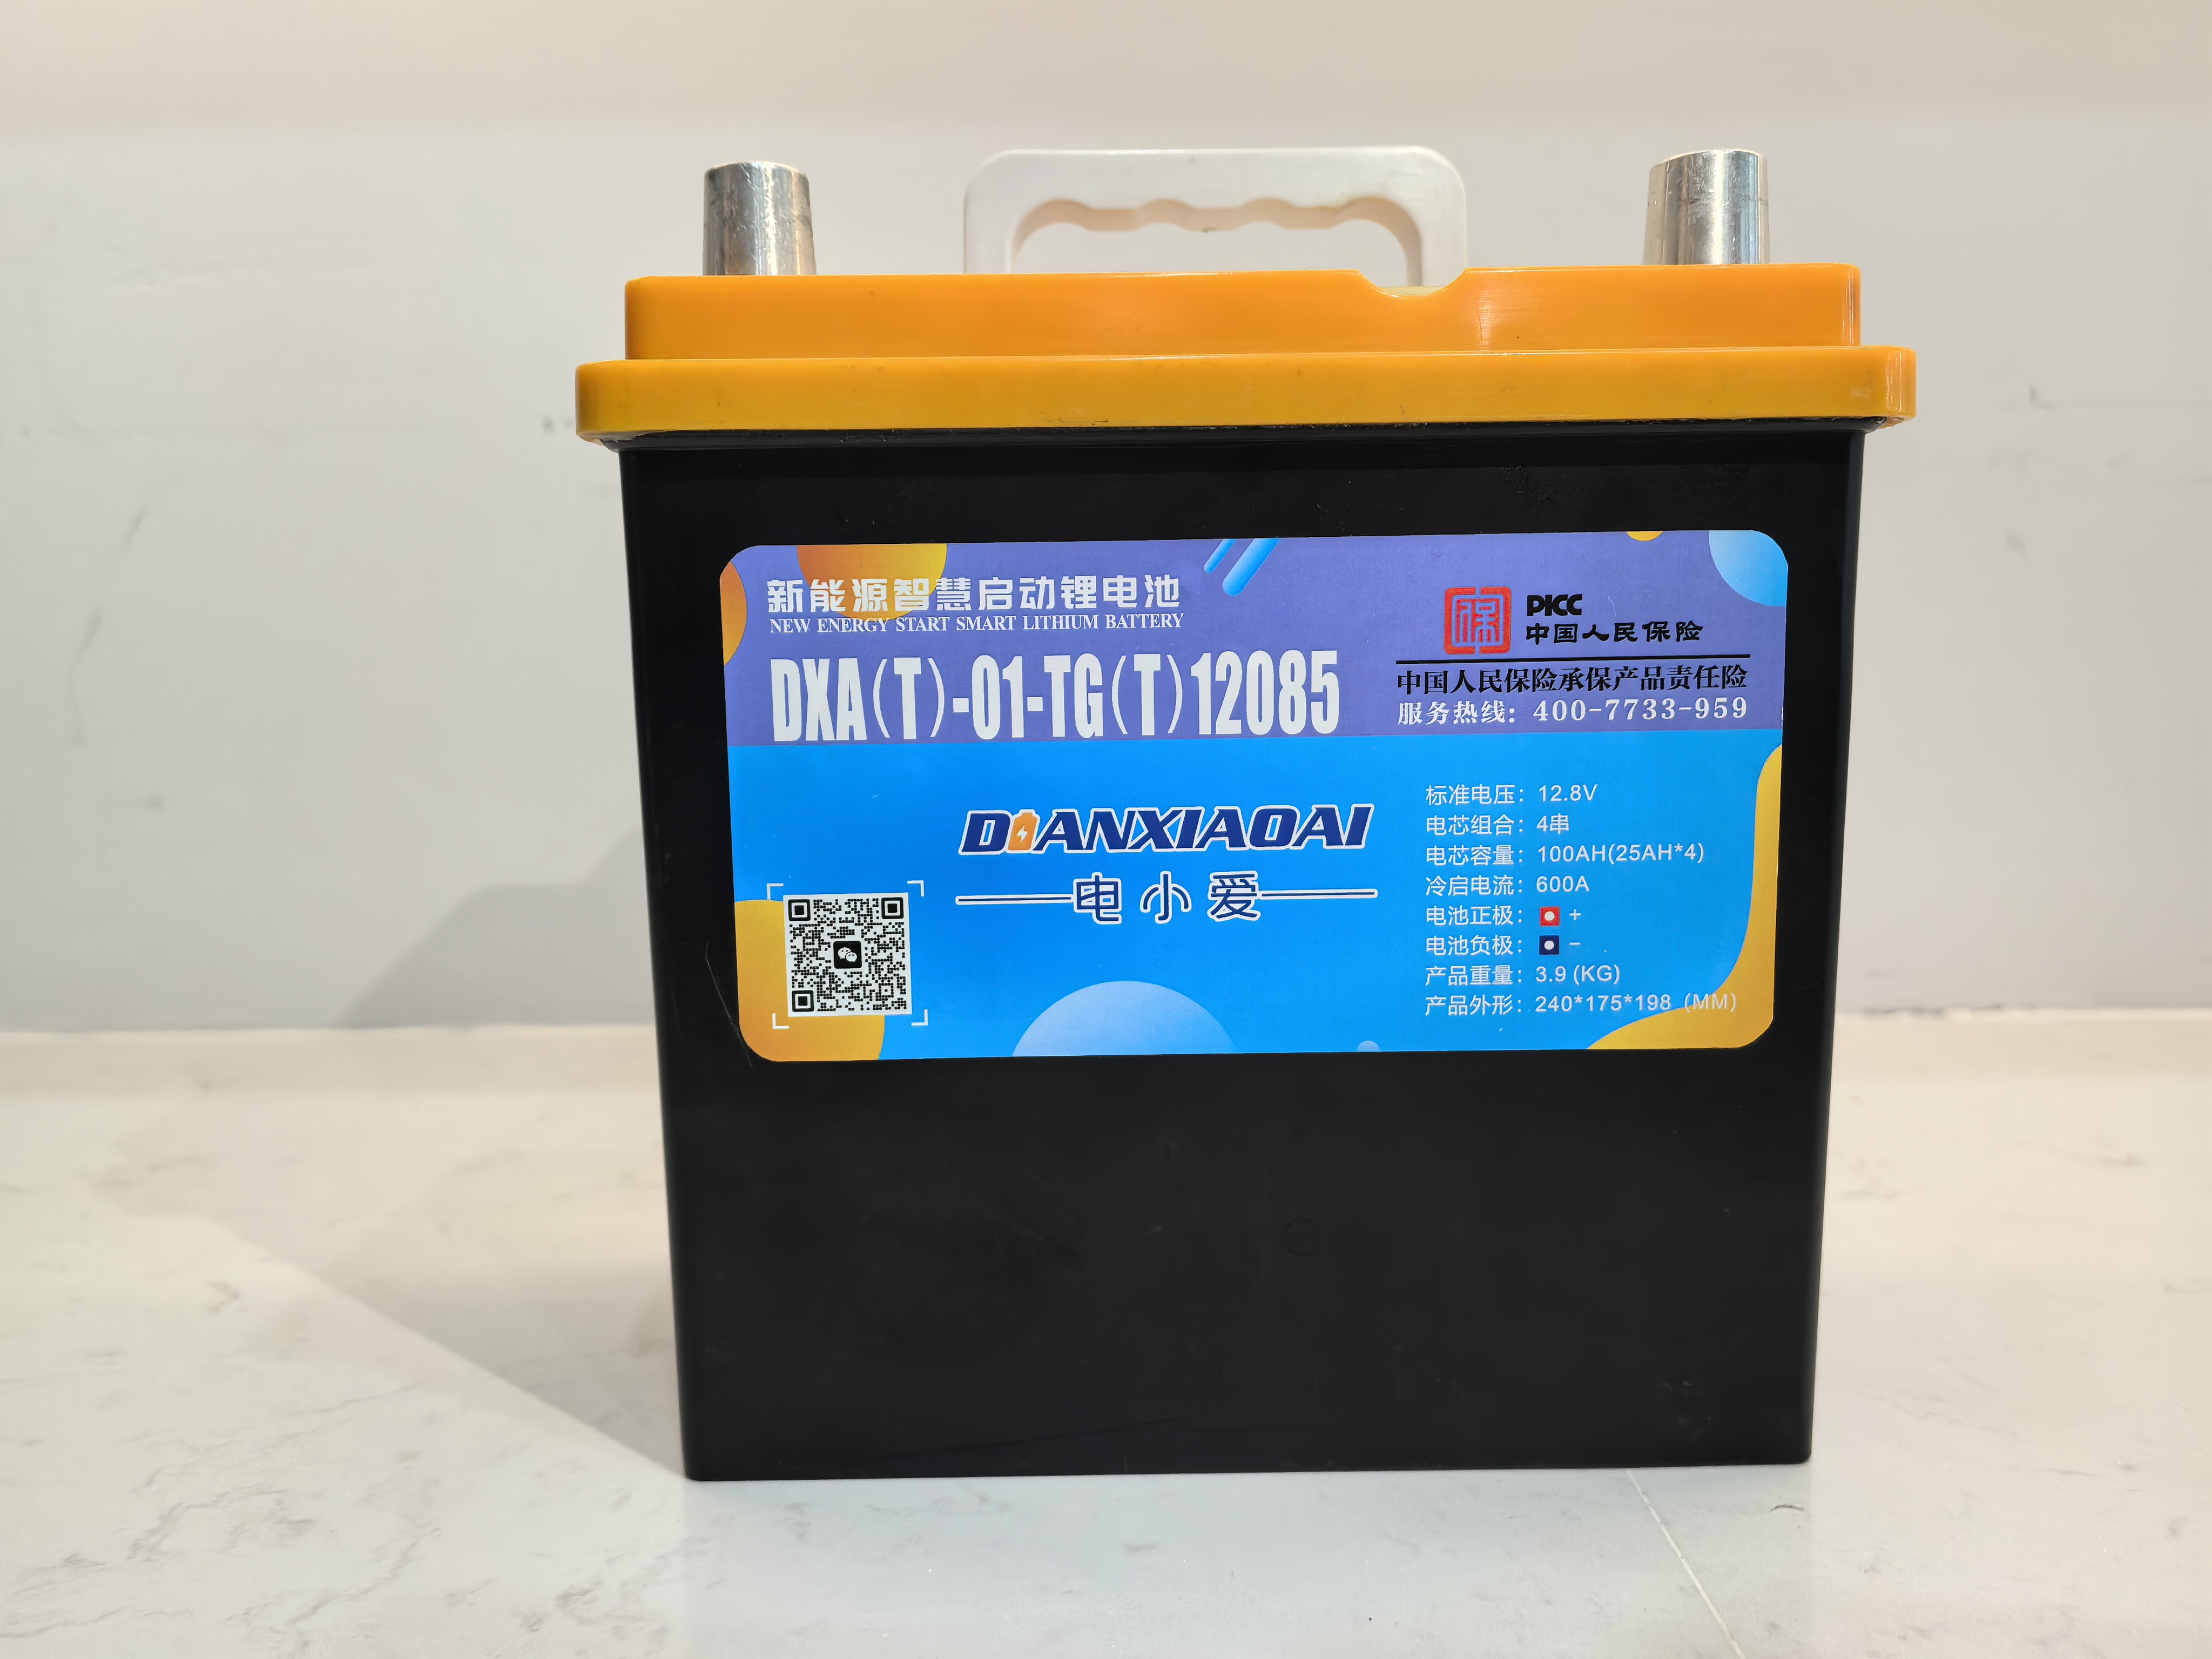 新能源智慧启动锂电池
NEW ENERGY START SMART LITHIUM BATTERY
DXA(T)-01-TG(T)12085
保
PICC
中国人民保险
中国人民保险承保产品责任险
服务热线：400-7733-959
DIANXIAOAI
电小爱
标准电压：12.8V
电芯组合：4串
电芯容量：100AH(25AH*4)
冷启电流：600A
电池正极： +
电池负极： −
产品重量：3.9 (KG)
产品外形：240*175*198 (MM)